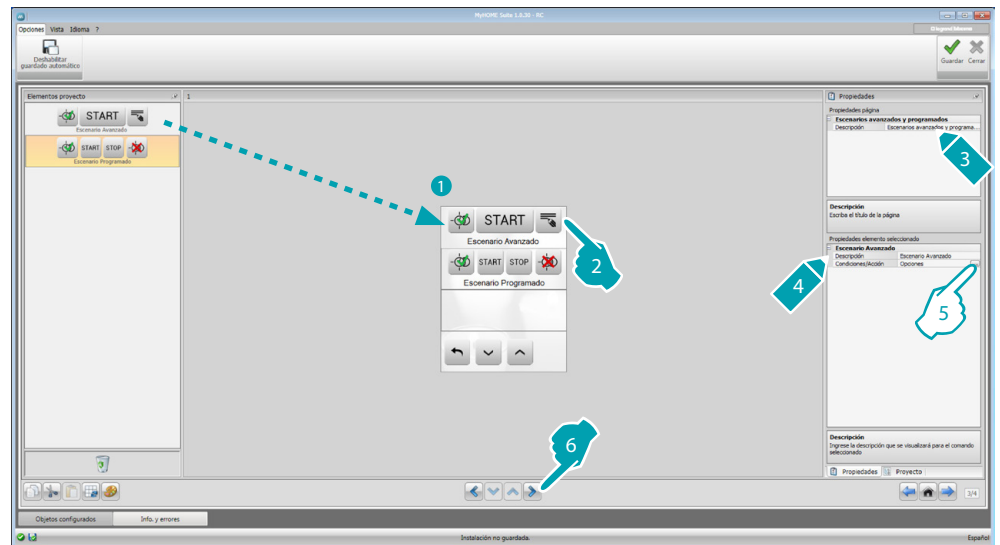 MyHOME Suite 1.0.30 - RC
Opciones Vista Idioma ?
Deshabilitar
guardado automático
Guardar Cerrar
Elementos proyecto
1
Propiedades
START
Escenario Avanzado
START STOP
Escenario Programado
Propiedades página
Escenarios avanzados y programados
Descripción Escenarios avanzados y programa...
3
Descripción
Escriba el título de la página
1
START
Escenario Avanzado
2
START STOP
Escenario Programado
Propiedades elemento seleccionado
Escenario Avanzado
Descripción Escenario Avanzado
Condiciones/Acción Opciones
4
5
6
Descripción
Ingrese la descripción que se visualizará para el comando
seleccionado
Propiedades Proyecto
3/4
Objetos configurados Info. y errores
Instalación no guardada.
Español